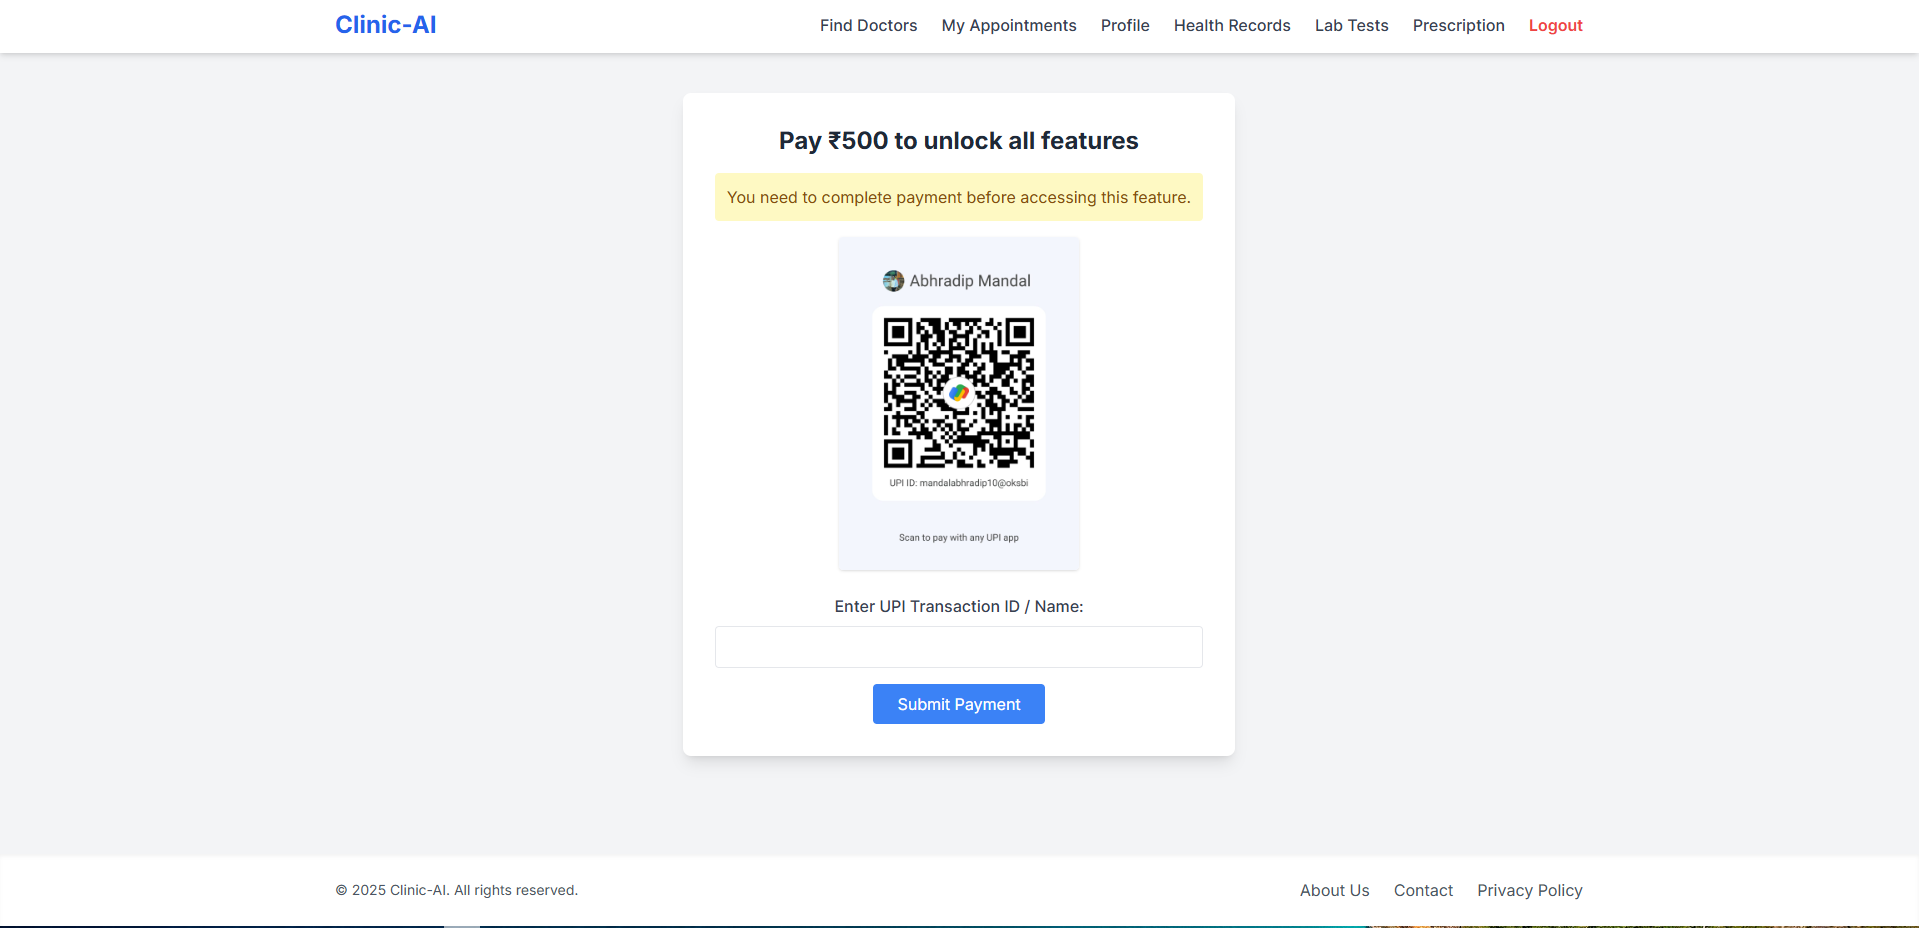 Clinic-AI
Find Doctors My Appointments Profile Health Records Lab Tests Prescription Logout
Pay ₹500 to unlock all features
You need to complete payment before accessing this feature.
Abhradip Mandal
UPI ID: mandalabhradip10@oksbi
Scan to pay with any UPI app
Enter UPI Transaction ID / Name:
Submit Payment
© 2025 Clinic-AI. All rights reserved.
About Us Contact Privacy Policy